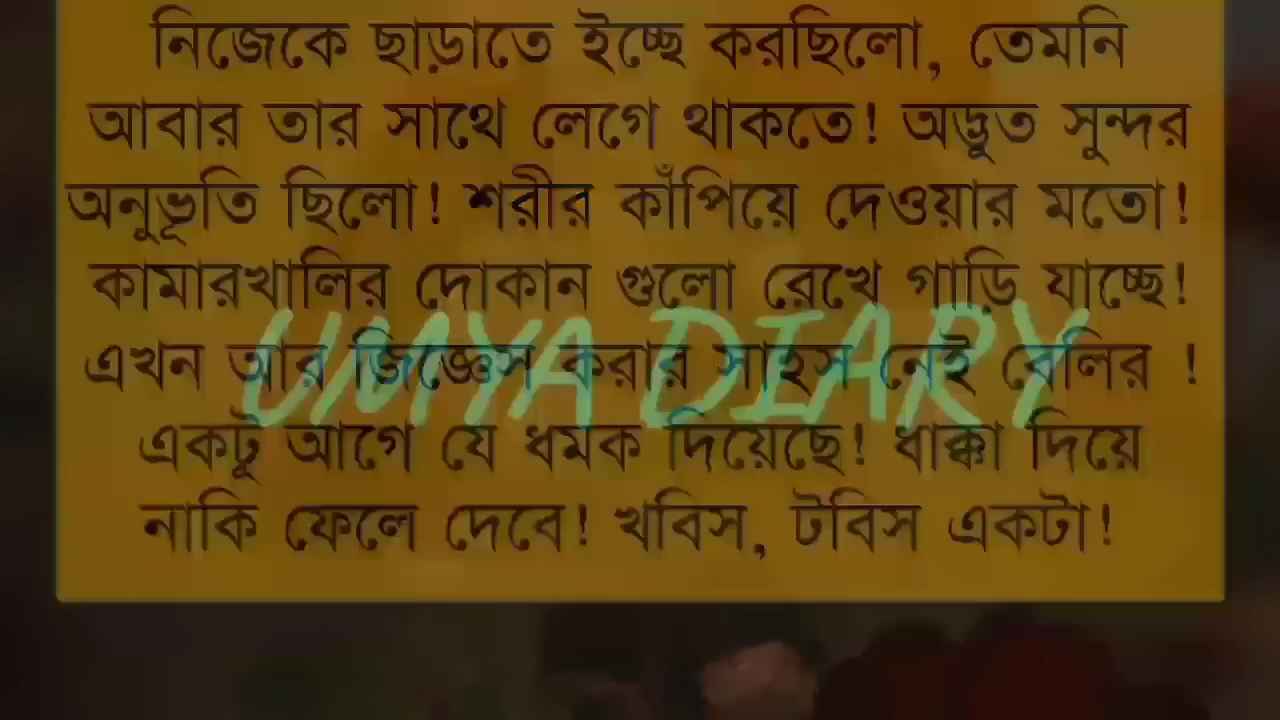 নিজেকে ছাড়াতে ইচ্ছে করছিলো, তেমনি
আবার তার সাথে লেগে থাকতে! অদ্ভুত সুন্দর
অনুভূতি ছিলো! শরীর কাঁপিয়ে দেওয়ার মতো!
কামারখালির দোকান গুলো রেখে গাড়ি যাচ্ছে!
এখন আর জিজ্ঞেস করার সাহস নেই বেলির !
UMYA DIARY
একটু আগে যে ধমক দিয়েছে! ধাক্কা দিয়ে
নাকি ফেলে দেবে! খবিস, টবিস একটা!